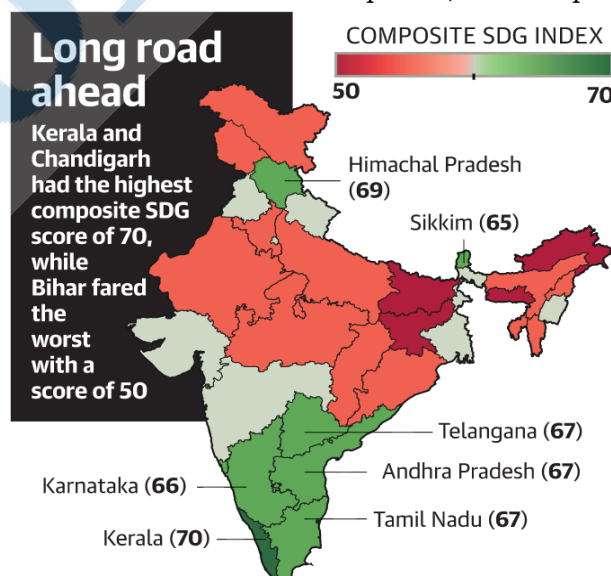 Long road
ahead
Kerala and
Chandigarh
had the highest
composite SDG
score of 70,
while
Bihar fared
the
worst
with a
score of 50
COMPOSITE SDG INDEX
50
70
Himachal Pradesh
(69)
Sikkim (65)
Telangana (67)
Andhra Pradesh (67)
Karnataka (66)
Tamil Nadu (67)
Kerala (70)